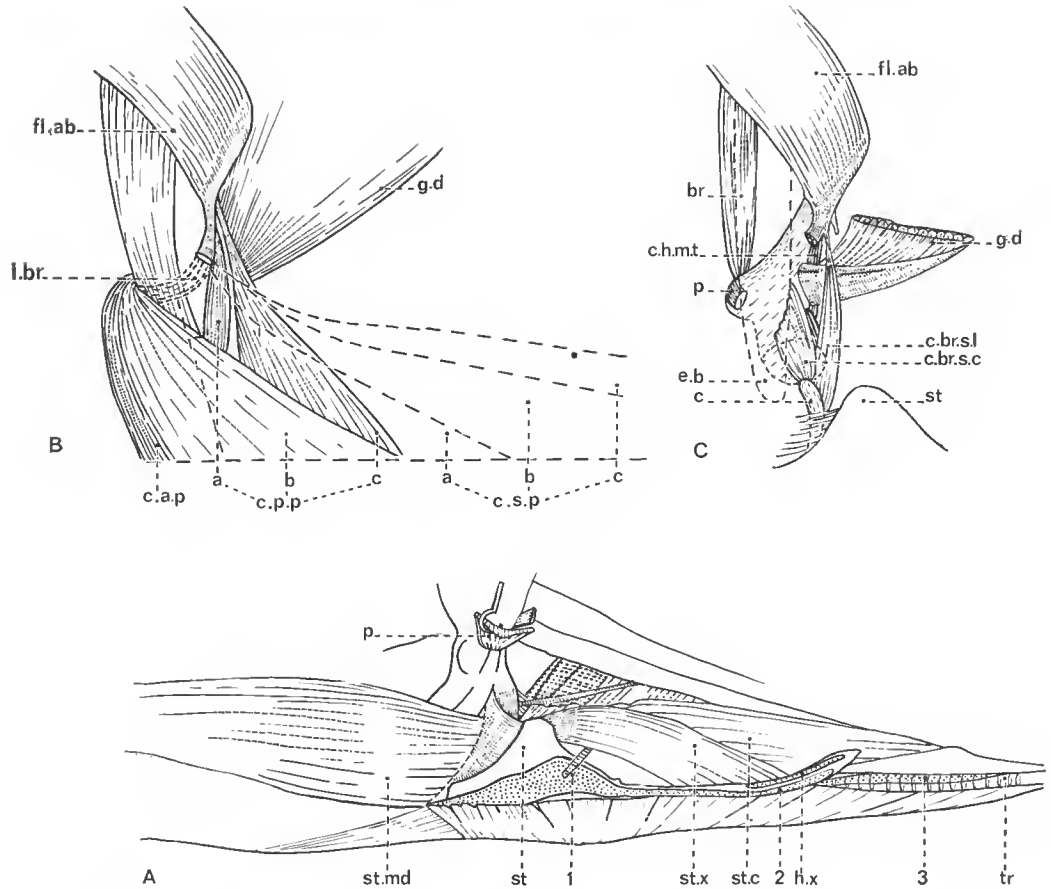 fl.ab
g.d
l.br.
B
a
b
c
a
b
c
c.a.p
c.p.p
c.s.p
fl.ab
br
g.d
c.h.m.t.
p
c.br.s.l
c.br.s.c
e.b
c
st
C
p
A
st.md
st
1
st.x
st.c
2
h.x
3
tr